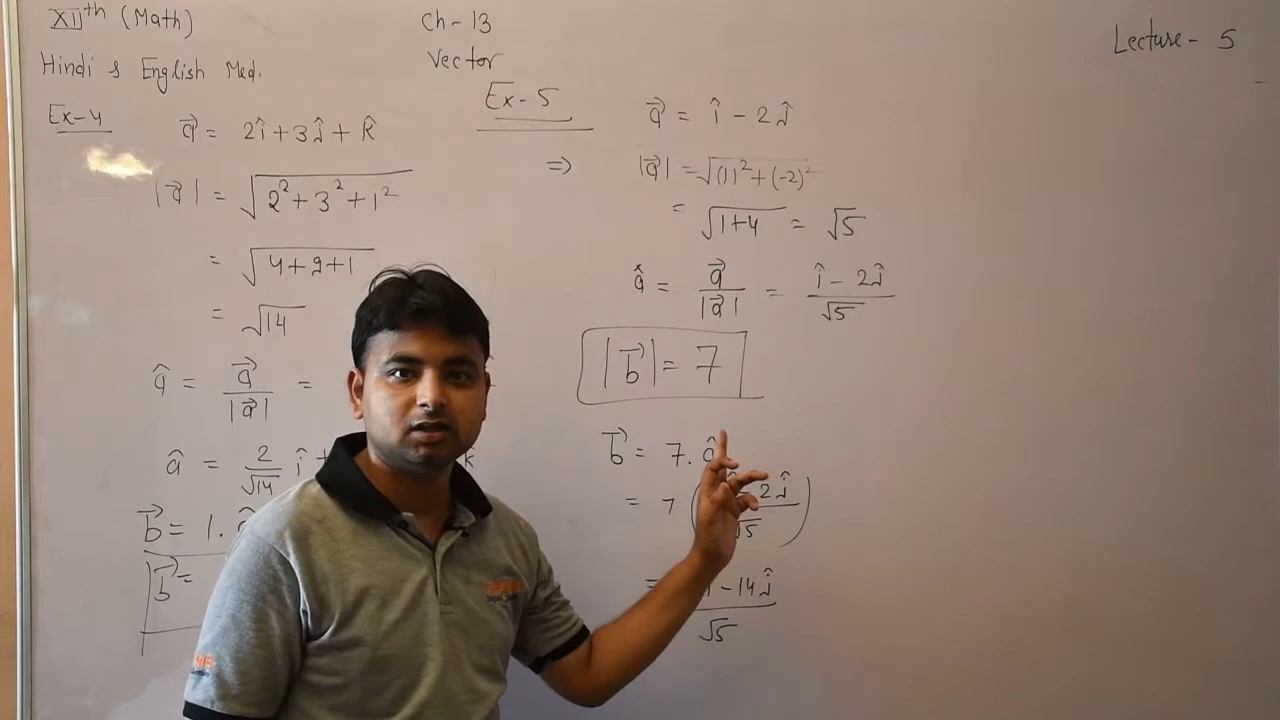 XIIth (Math)
Hindi & English Med.
Ch-13
Vector
Lecture - 5
Ex-4
a⃗ = 2î + 3ĵ + k̂
|a⃗| = √(2² + 3² + 1²)
= √(4+9+1)
= √14
â = a⃗/|a⃗| =
â = 2/√14 î +
b⃗ = 1.
b⃗ =
Ex-5
a⃗ = î - 2ĵ
⇒ |a⃗| = √((1)² + (-2)²)
= √(1+4) = √5
â = a⃗/|a⃗| = (î - 2ĵ)/√5
|b⃗| = 7
b⃗ = 7. â
= 7 ( 2ĵ/√5 )
= - 14ĵ/√5